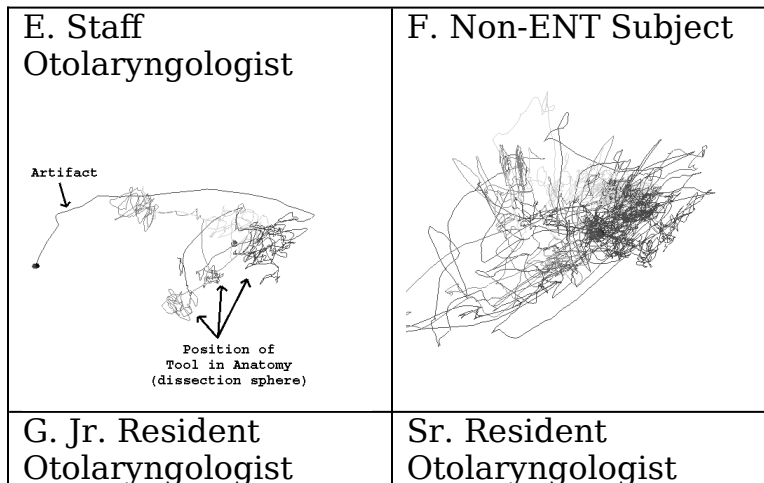 E. Staff
Otolaryngologist
F. Non-ENT Subject
Artifact
Position of
Tool in Anatomy
(dissection sphere)
G. Jr. Resident
Otolaryngologist
Sr. Resident
Otolaryngologist